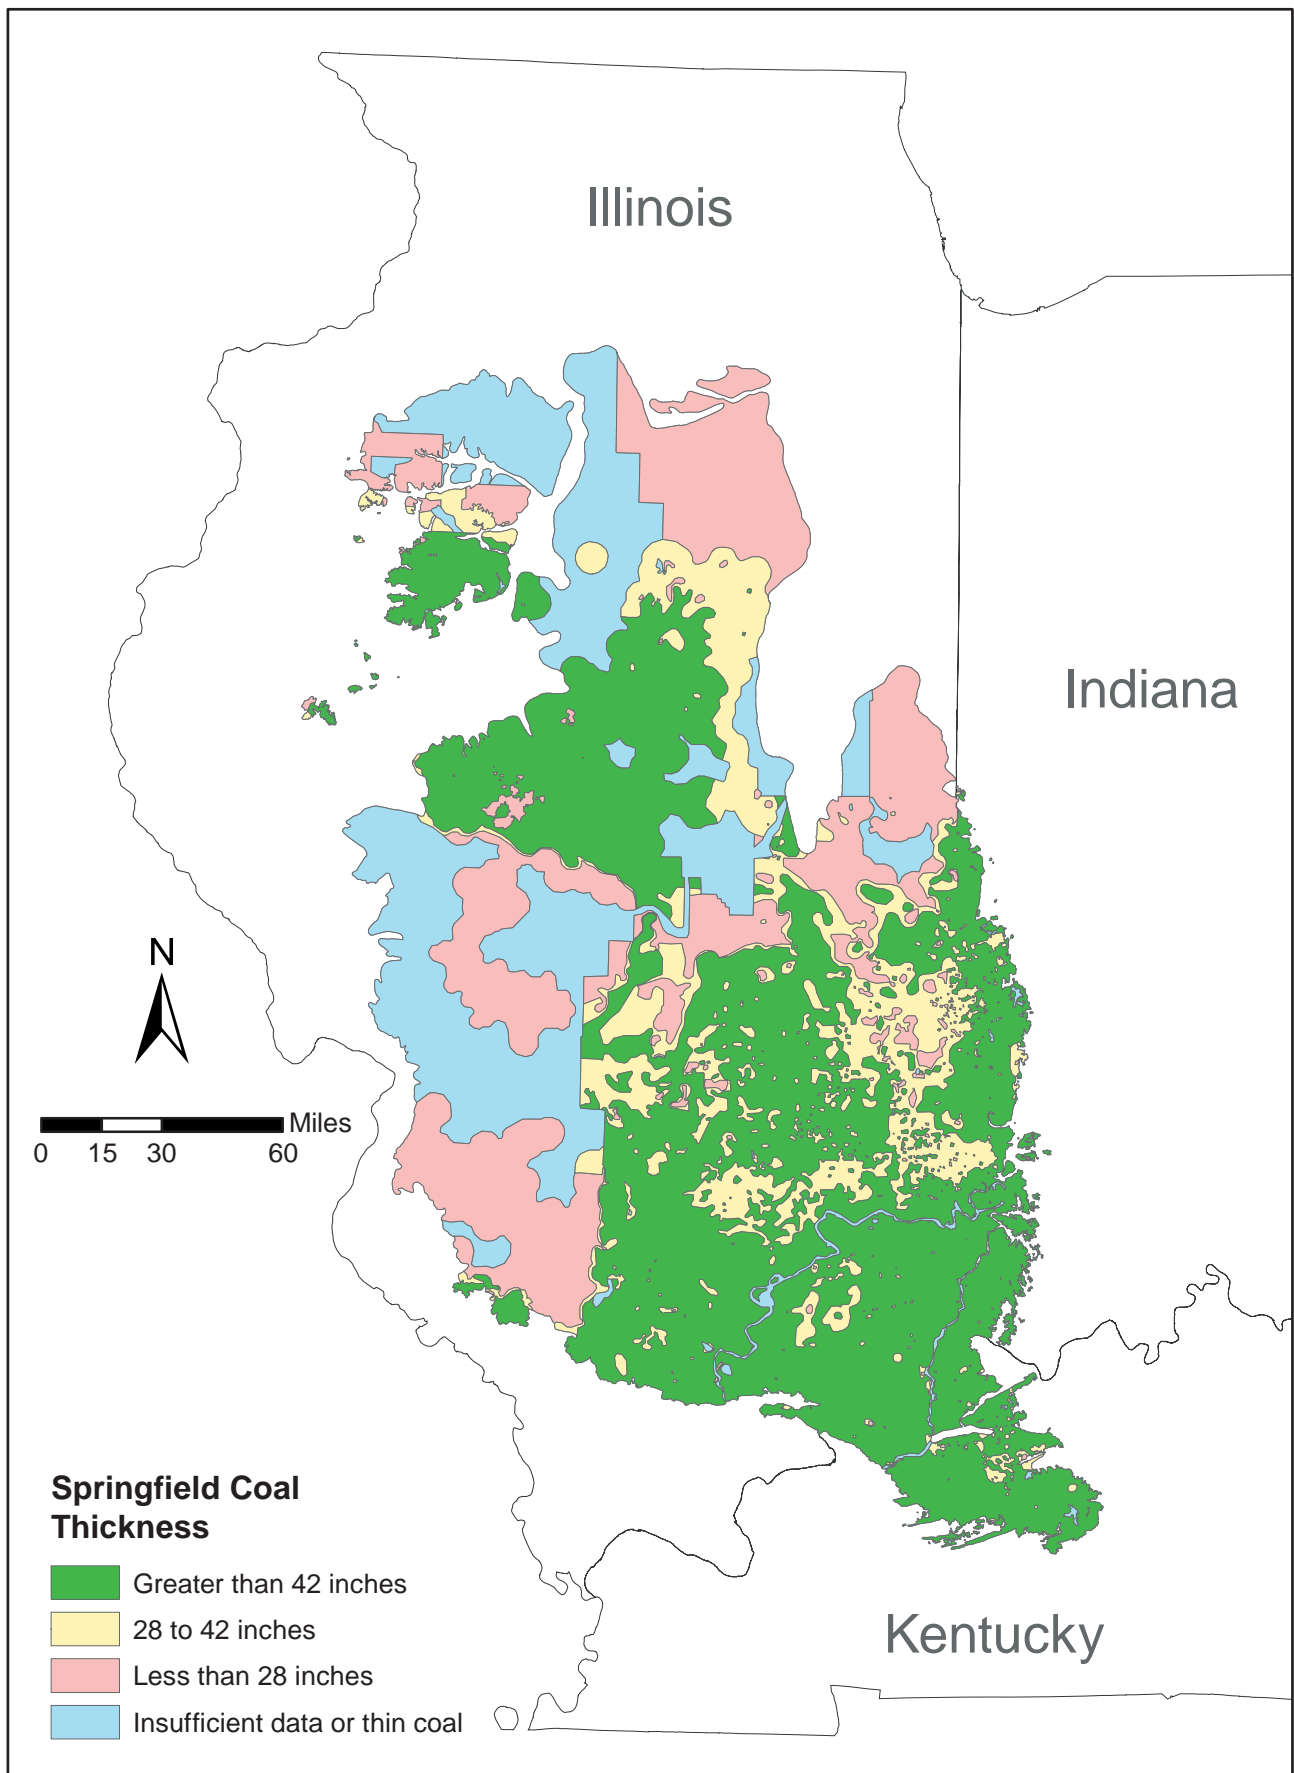 Illinois
Indiana
N
Miles
0 15 30 60
Springfield Coal
Thickness
Greater than 42 inches
28 to 42 inches
Less than 28 inches
Insufficient data or thin coal
Kentucky